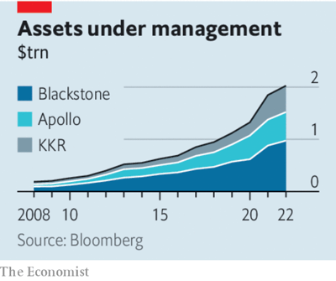 Assets under management
$trn
Blackstone
Apollo
KKR
2
1
0
2008 10 15 20 22
Source: Bloomberg
The Economist